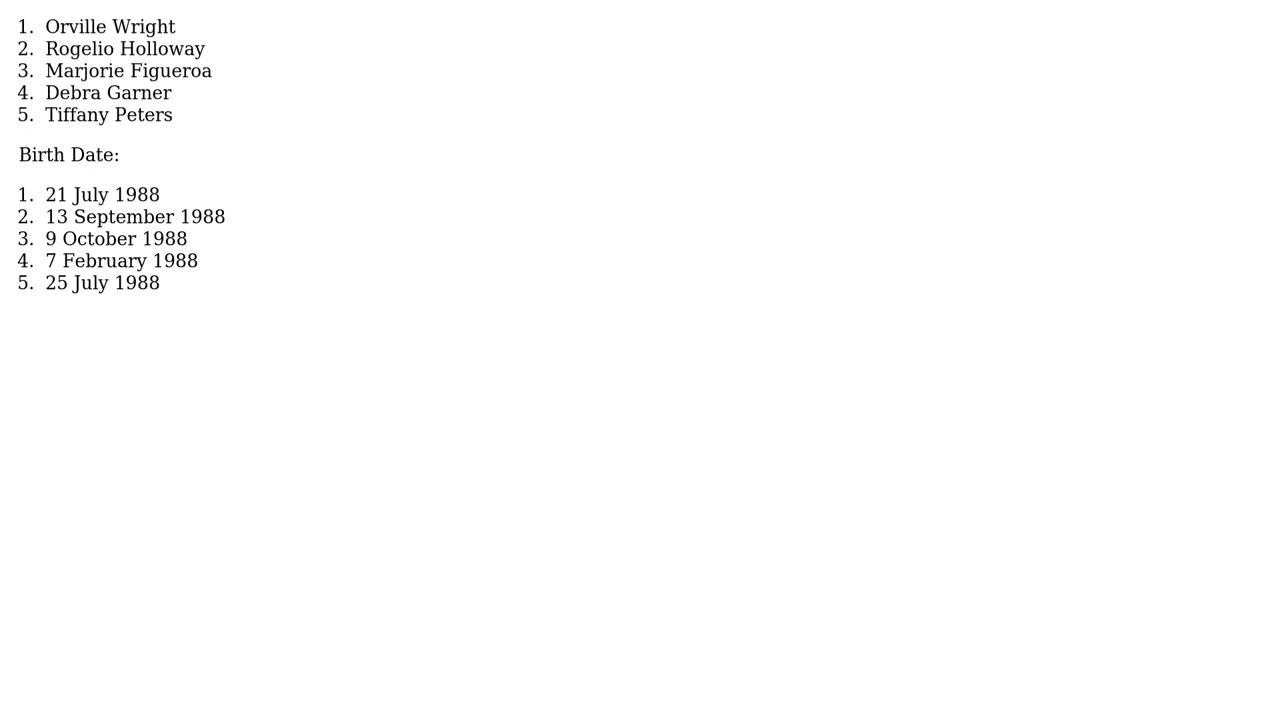 1. Orville Wright
2. Rogelio Holloway
3. Marjorie Figueroa
4. Debra Garner
5. Tiffany Peters
Birth Date:
1. 21 July 1988
2. 13 September 1988
3. 9 October 1988
4. 7 February 1988
5. 25 July 1988